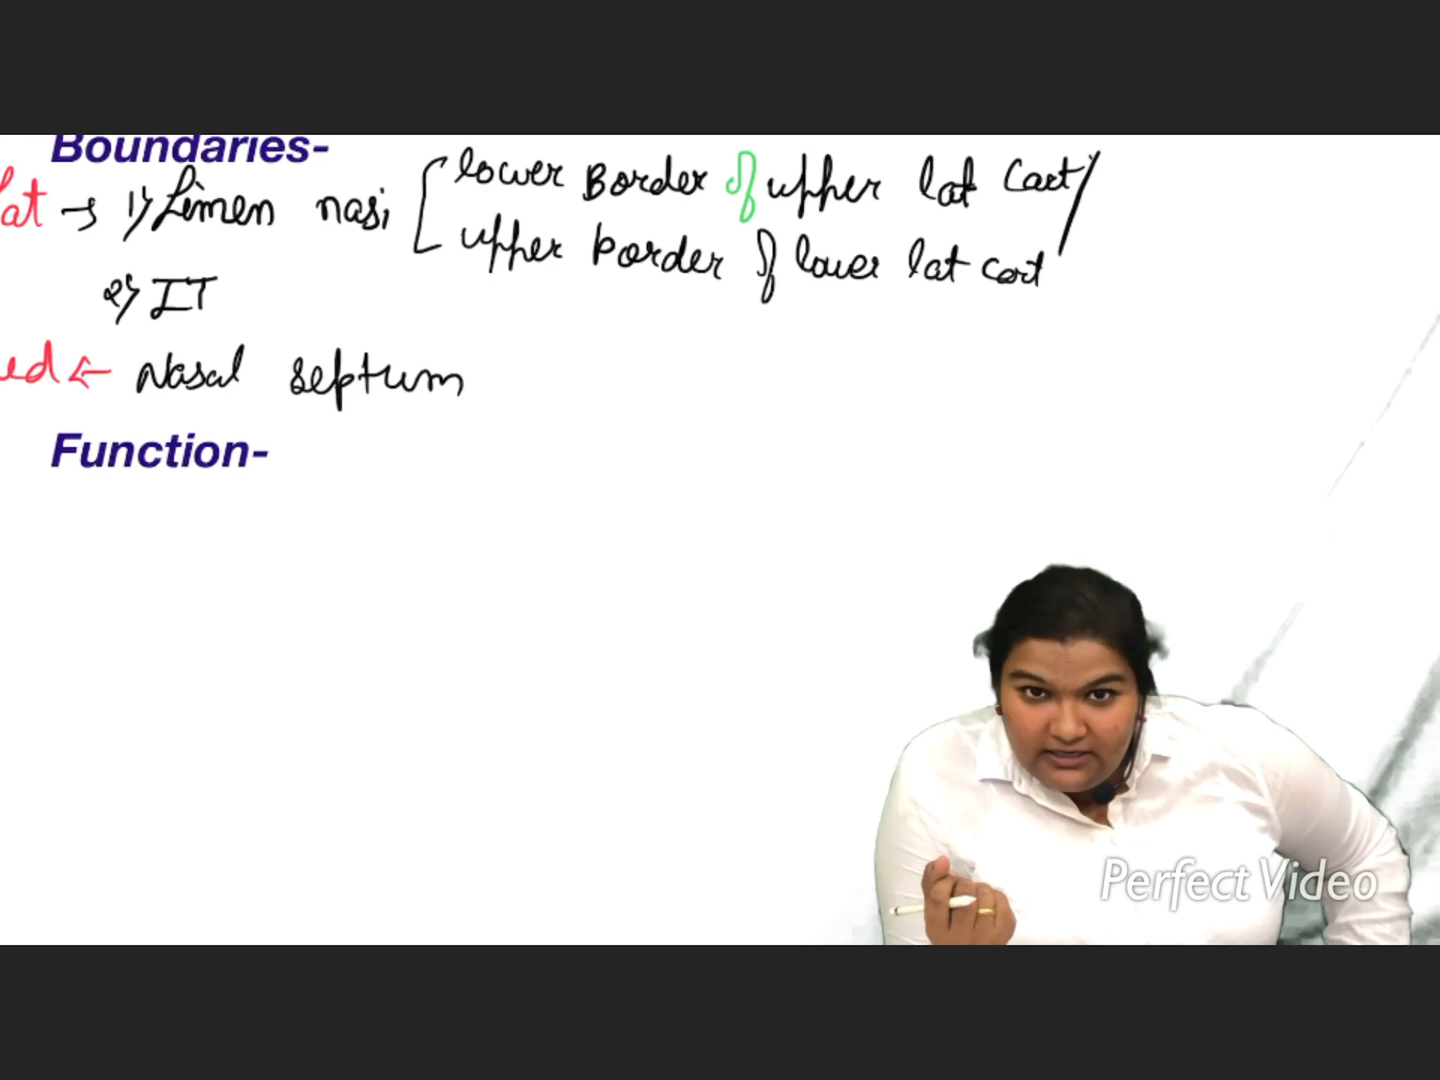 Boundaries-
lat → 1) Limen nasi [ lower Border of upper lat cart/
upper border of lower lat cart
2) IT
ed ← Nasal septum
Function-
Perfect Video